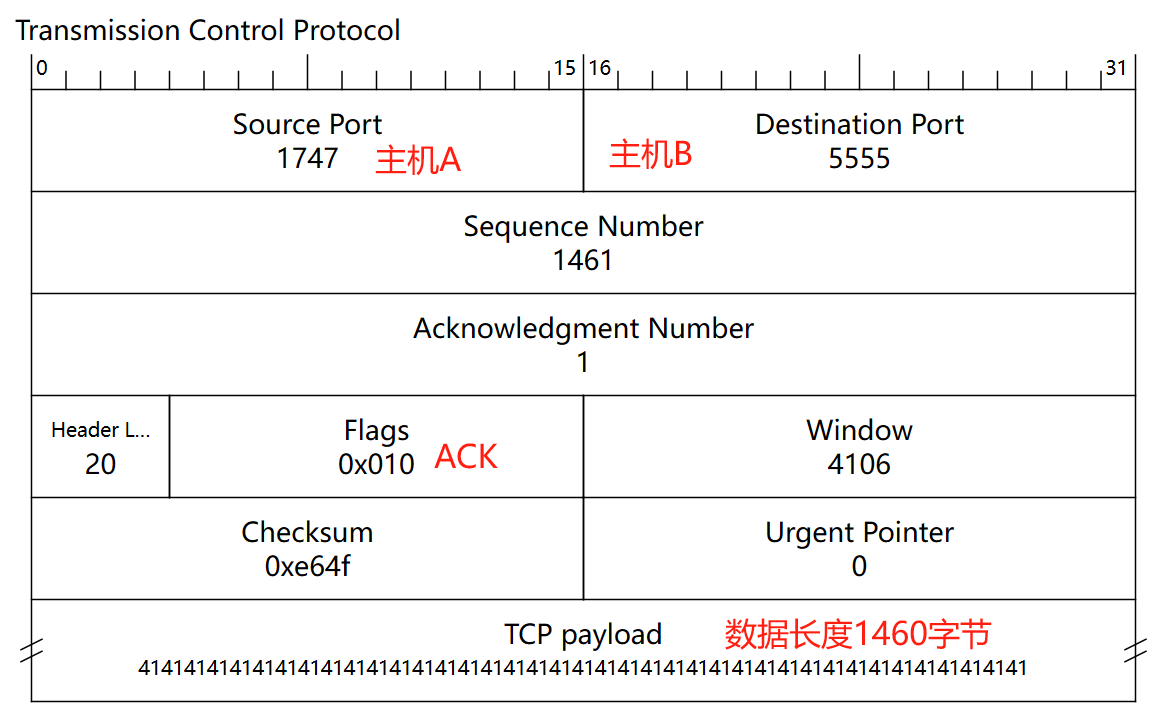 Transmission Control Protocol
0 15 16 31
Source Port Destination Port
1747 主机A 主机B 5555
Sequence Number
1461
Acknowledgment Number
1
Header L... Flags Window
20 0x010 ACK 4106
Checksum Urgent Pointer
0xe64f 0
TCP payload 数据长度1460字节
414141414141414141414141414141414141414141414141414141414141414141414141414141